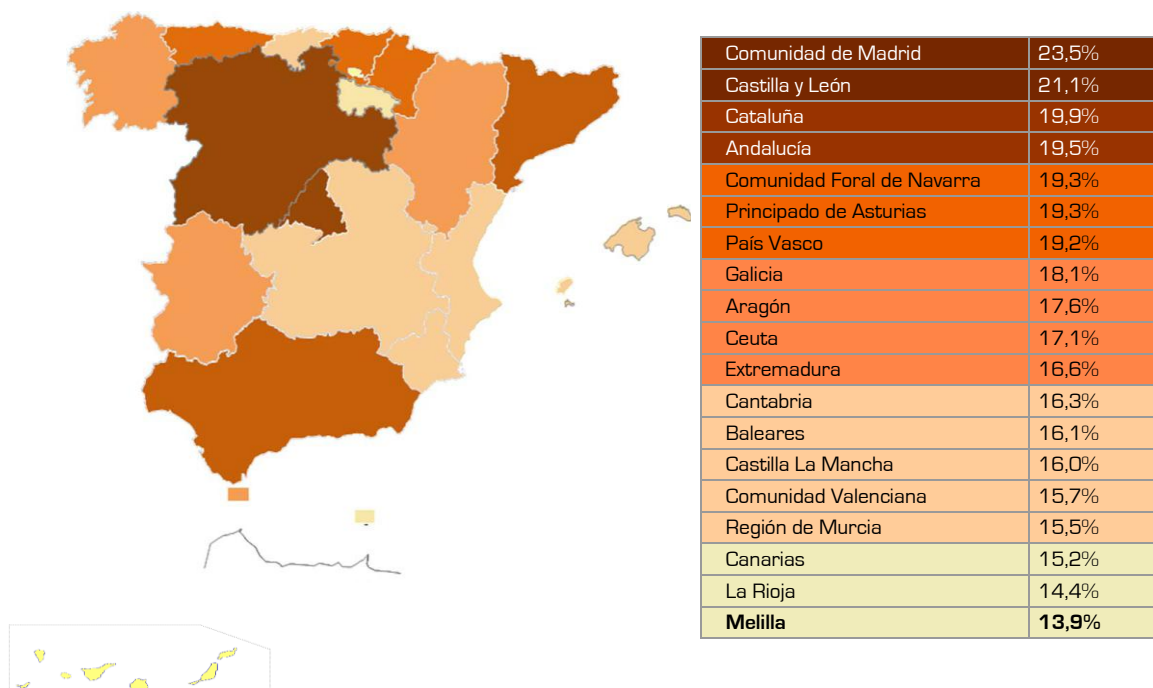 Comunidad de Madrid 23,5%
Castilla y León 21,1%
Cataluña 19,9%
Andalucía 19,5%
Comunidad Foral de Navarra 19,3%
Principado de Asturias 19,3%
País Vasco 19,2%
Galicia 18,1%
Aragón 17,6%
Ceuta 17,1%
Extremadura 16,6%
Cantabria 16,3%
Baleares 16,1%
Castilla La Mancha 16,0%
Comunidad Valenciana 15,7%
Región de Murcia 15,5%
Canarias 15,2%
La Rioja 14,4%
Melilla 13,9%